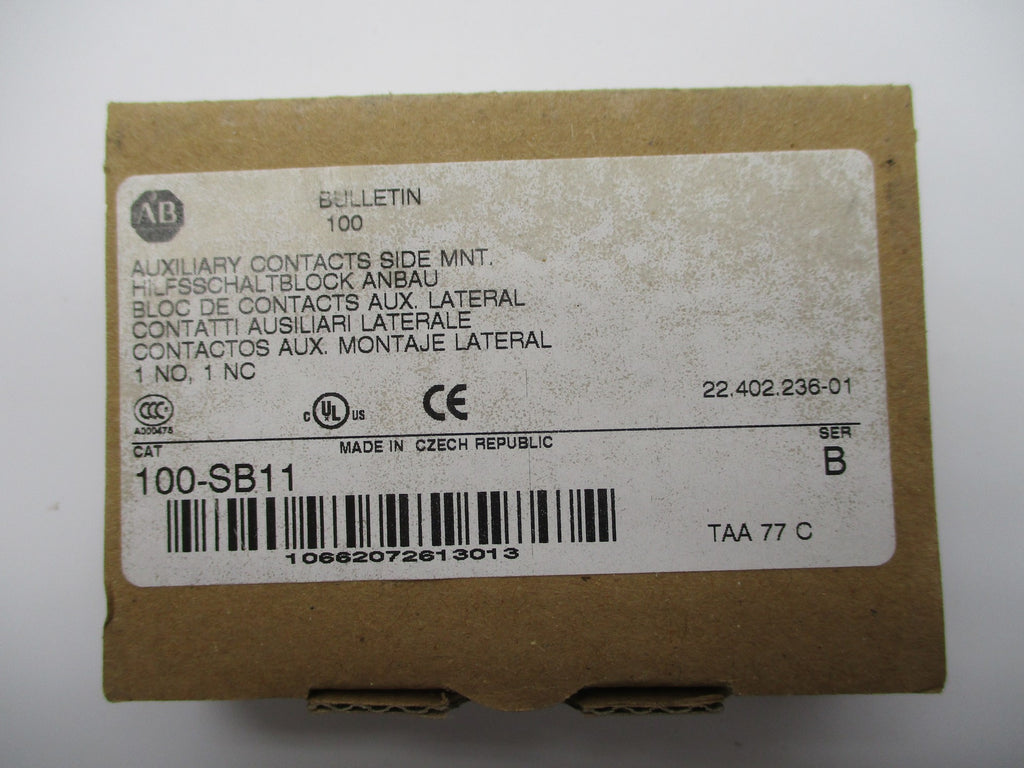 AB
BULLETIN
100
AUXILIARY CONTACTS SIDE MNT.
HILFSSCHALTBLOCK ANBAU
BLOC DE CONTACTS AUX. LATERAL
CONTATTI AUSILIARI LATERALE
CONTACTOS AUX. MONTAJE LATERAL
1 NO, 1 NC
22.402.236-01
CCC
A000475
C UL US
CE
CAT
MADE IN CZECH REPUBLIC
SER
100-SB11
B
10662072613013
TAA 77 C